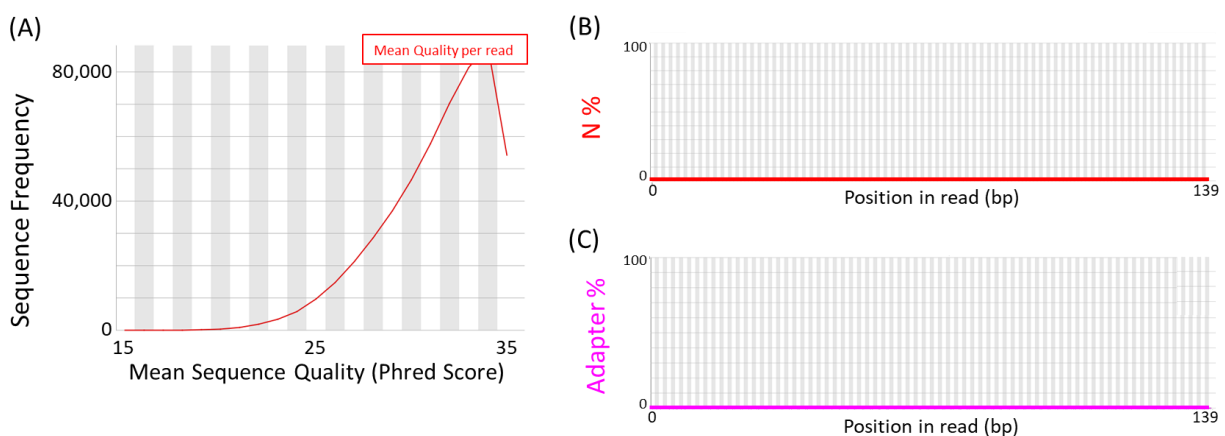 (A)
Mean Quality per read
80,000
40,000
0
15
25
35
Sequence Frequency
Mean Sequence Quality (Phred Score)
(B)
100
N %
0
0
139
Position in read (bp)
(C)
100
Adapter %
0
0
139
Position in read (bp)